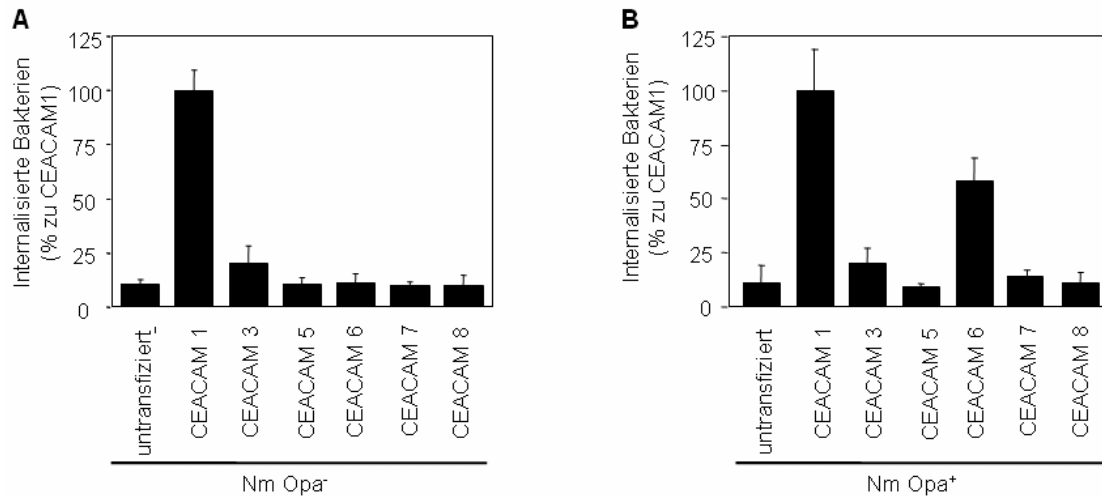 A
Internalisierte Bakterien
(% zu CEACAM1)
125
100
75
50
25
0
untransfiziert_
CEACAM 1
CEACAM 3
CEACAM 5
CEACAM 6
CEACAM 7
CEACAM 8
Nm Opa⁻
B
Internalisierte Bakterien
(% zu CEACAM1)
125
100
75
50
25
0
untransfiziert
CEACAM 1
CEACAM 3
CEACAM 5
CEACAM 6
CEACAM 7
CEACAM 8
Nm Opa⁺